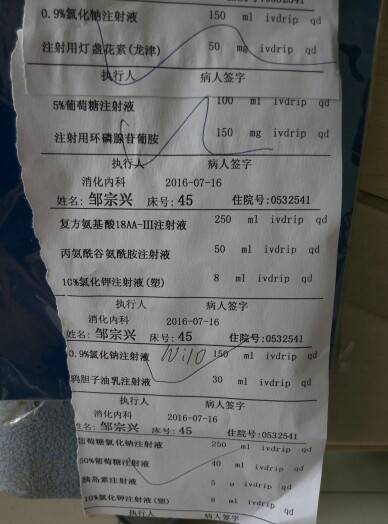 0532541
0.9%氯化钠注射液 150 ml ivdrip qd
注射用灯盏花素(龙津) 50 mg ivdrip qd
执行人 病人签字
5%葡萄糖注射液 100 ml ivdrip qd
注射用环磷腺苷葡胺 150 mg ivdrip qd
执行人 病人签字
消化内科 2016-07-16
姓名: 邹宗兴 床号: 45 住院号:0532541
复方氨基酸18AA-III注射液 250 ml ivdrip qd
丙氨酰谷氨酰胺注射液 50 ml ivdrip qd
10%氯化钾注射液(塑) 8 ml ivdrip qd
执行人 病人签字
消化内科 2016-07-16
姓名: 邹宗兴 床号: 45 住院号:0532541
0.9%氯化钠注射液 150 ml ivdrip qd
鸦胆子油乳注射液 30 ml ivdrip qd
执行人 病人签字
消化内科 2016-07-16
姓名: 邹宗兴 床号: 45 住院号:0532541
葡萄糖氯化钠注射液 250 ml ivdrip qd
50%葡萄糖注射液 40 ml ivdrip qd
胰岛素注射液 5 u ivdrip qd
10%氯化钾注射液(塑) 8 ml ivdrip qd